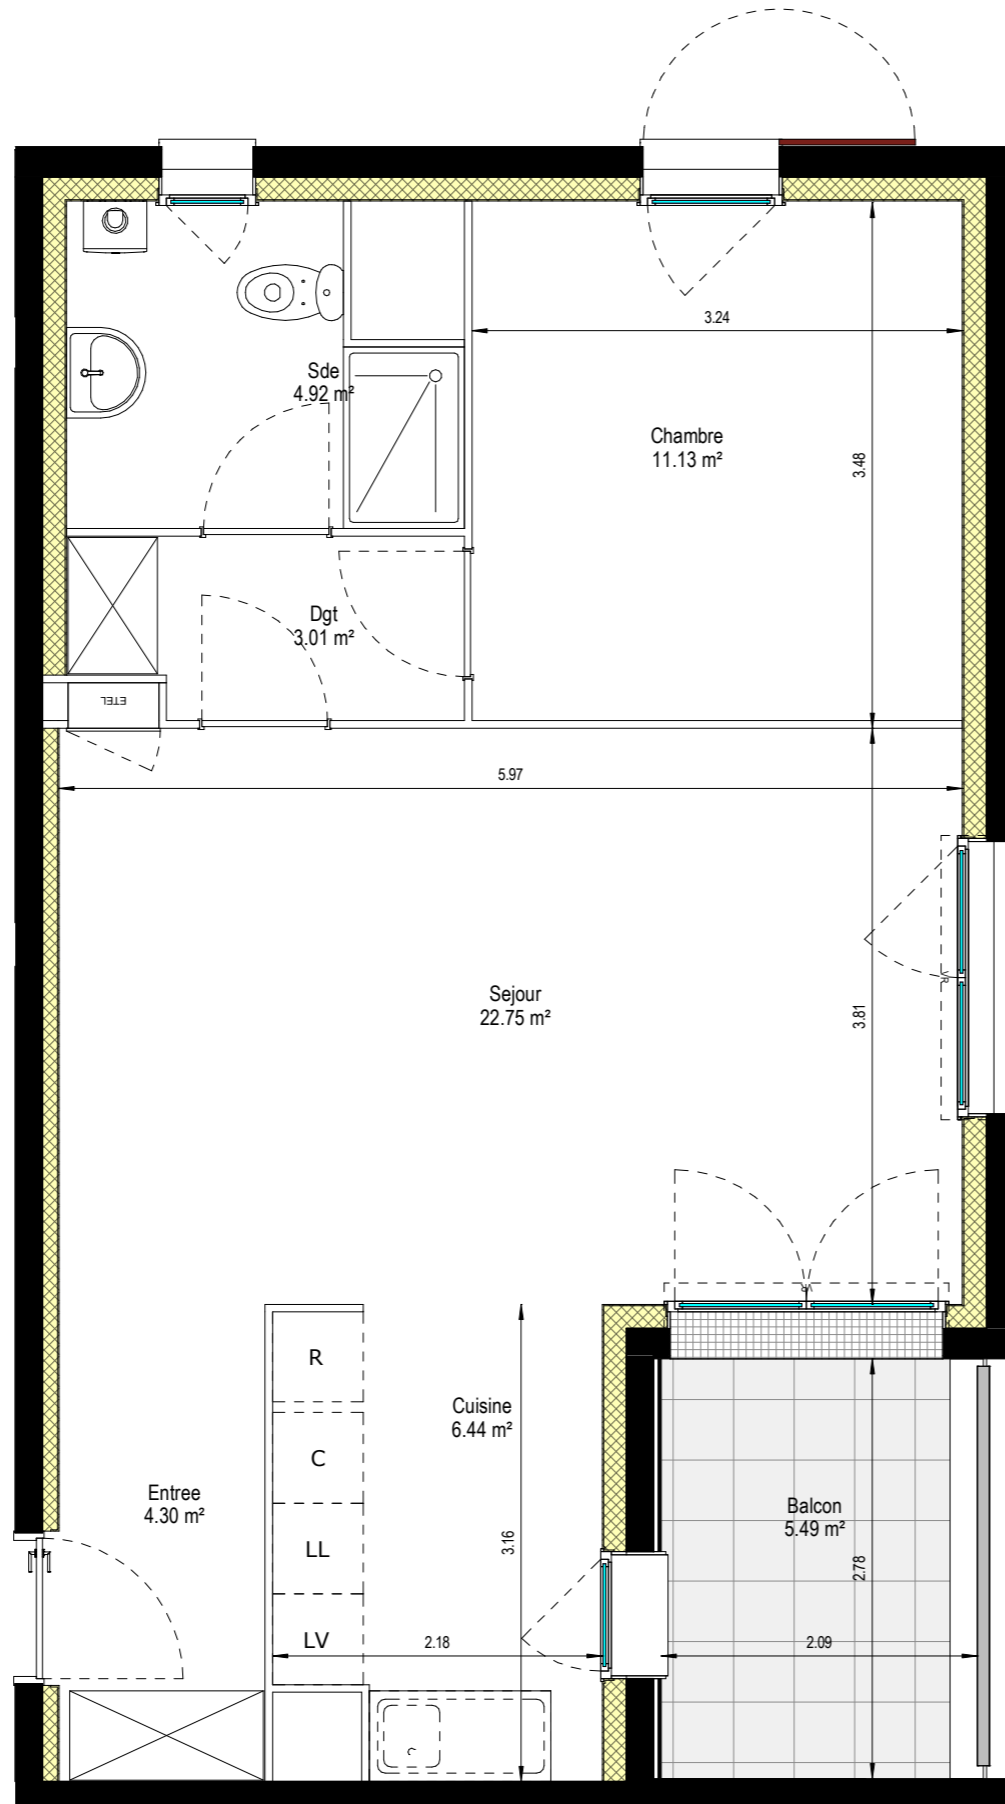 3.24
Sde
4.92 m²
Chambre
11.13 m²
3.48
Dgt
3.01 m²
ETEL
5.97
VR
Sejour
22.75 m²
3.81
VR
R
Cuisine
6.44 m²
C
Entree
4.30 m²
Balcon
5.49 m²
LL
3.16
2.78
LV
2.18
2.09